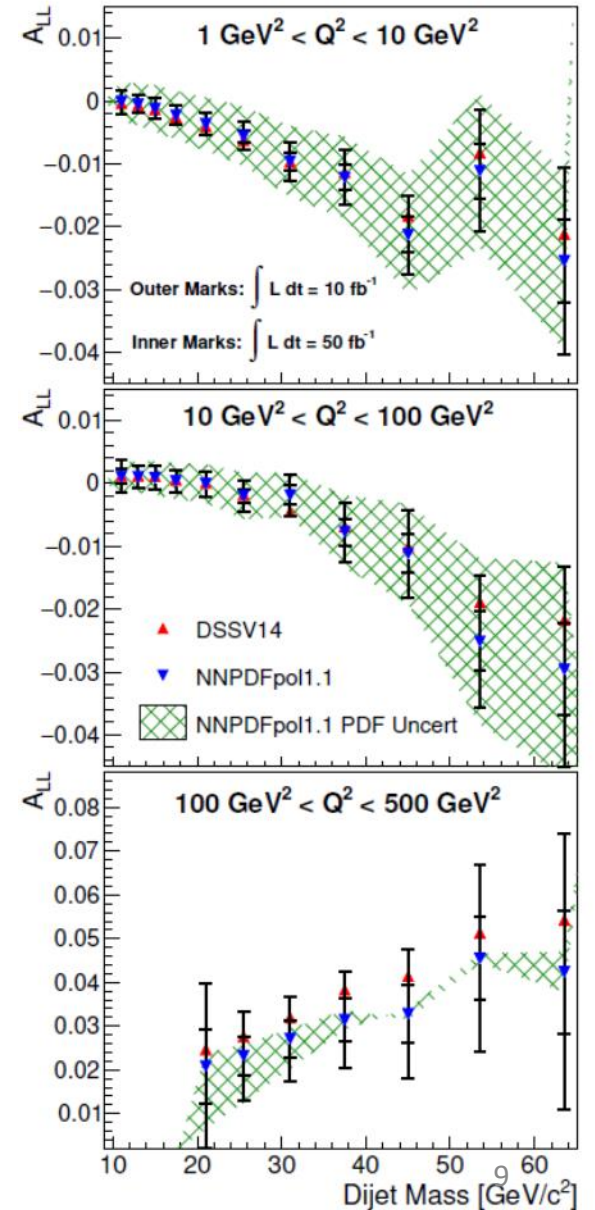 A_LL
1 GeV² < Q² < 10 GeV²
0.01
0
−0.01
−0.02
−0.03
−0.04
Outer Marks: ∫ L dt = 10 fb⁻¹
Inner Marks: ∫ L dt = 50 fb⁻¹
A_LL
10 GeV² < Q² < 100 GeV²
0.01
0
−0.01
−0.02
−0.03
−0.04
DSSV14
NNPDFpol1.1
NNPDFpol1.1 PDF Uncert
A_LL
100 GeV² < Q² < 500 GeV²
0.08
0.07
0.06
0.05
0.04
0.03
0.02
0.01
10 20 30 40 50 60
9
Dijet Mass [GeV/c²]